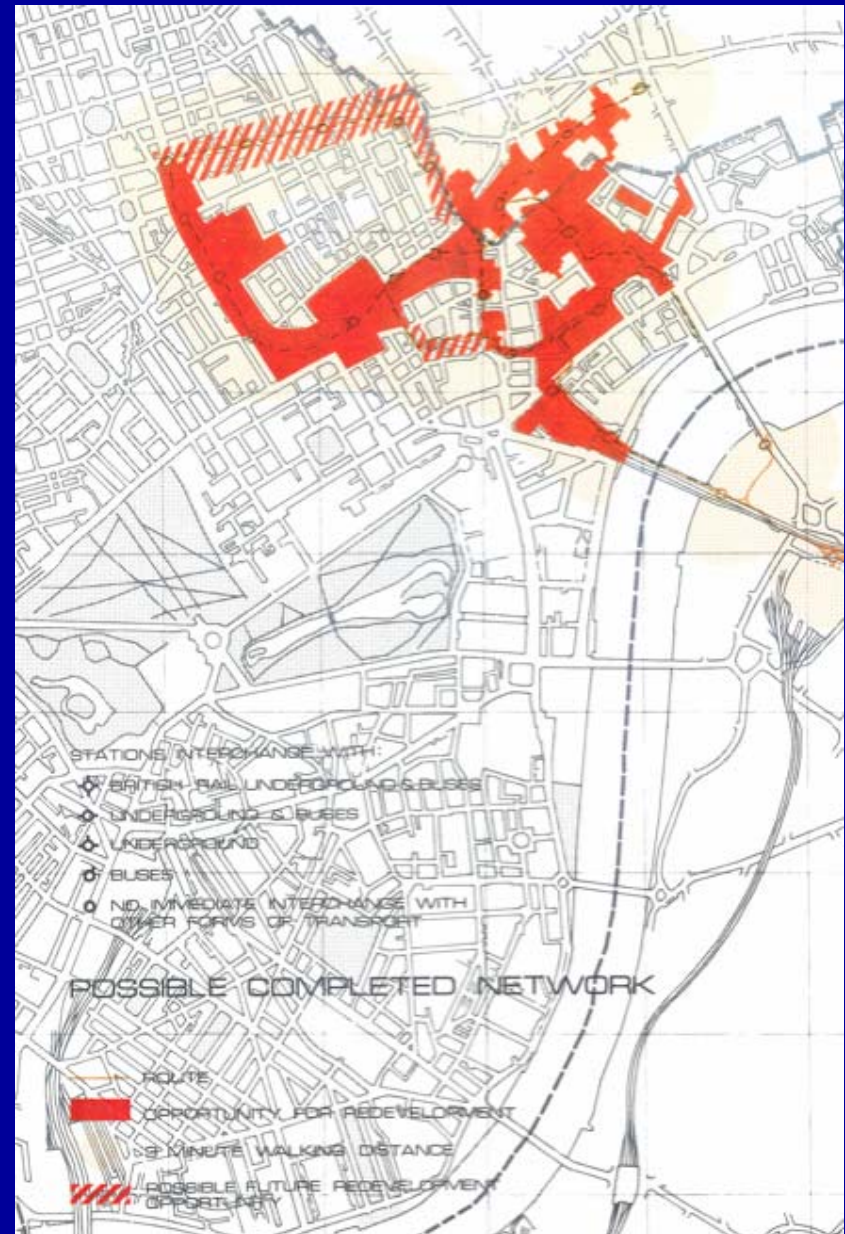 STATIONS INTERCHANGE WITH:
BRITISH RAIL UNDERGROUND & BUSES
UNDERGROUND & BUSES
UNDERGROUND
BUSES
NO IMMEDIATE INTERCHANGE WITH
OTHER FORMS OF TRANSPORT
POSSIBLE COMPLETED NETWORK
ROUTE
OPPORTUNITY FOR REDEVELOPMENT
3 MINUTE WALKING DISTANCE
POSSIBLE FUTURE REDEVELOPMENT
OPPORTUNITY